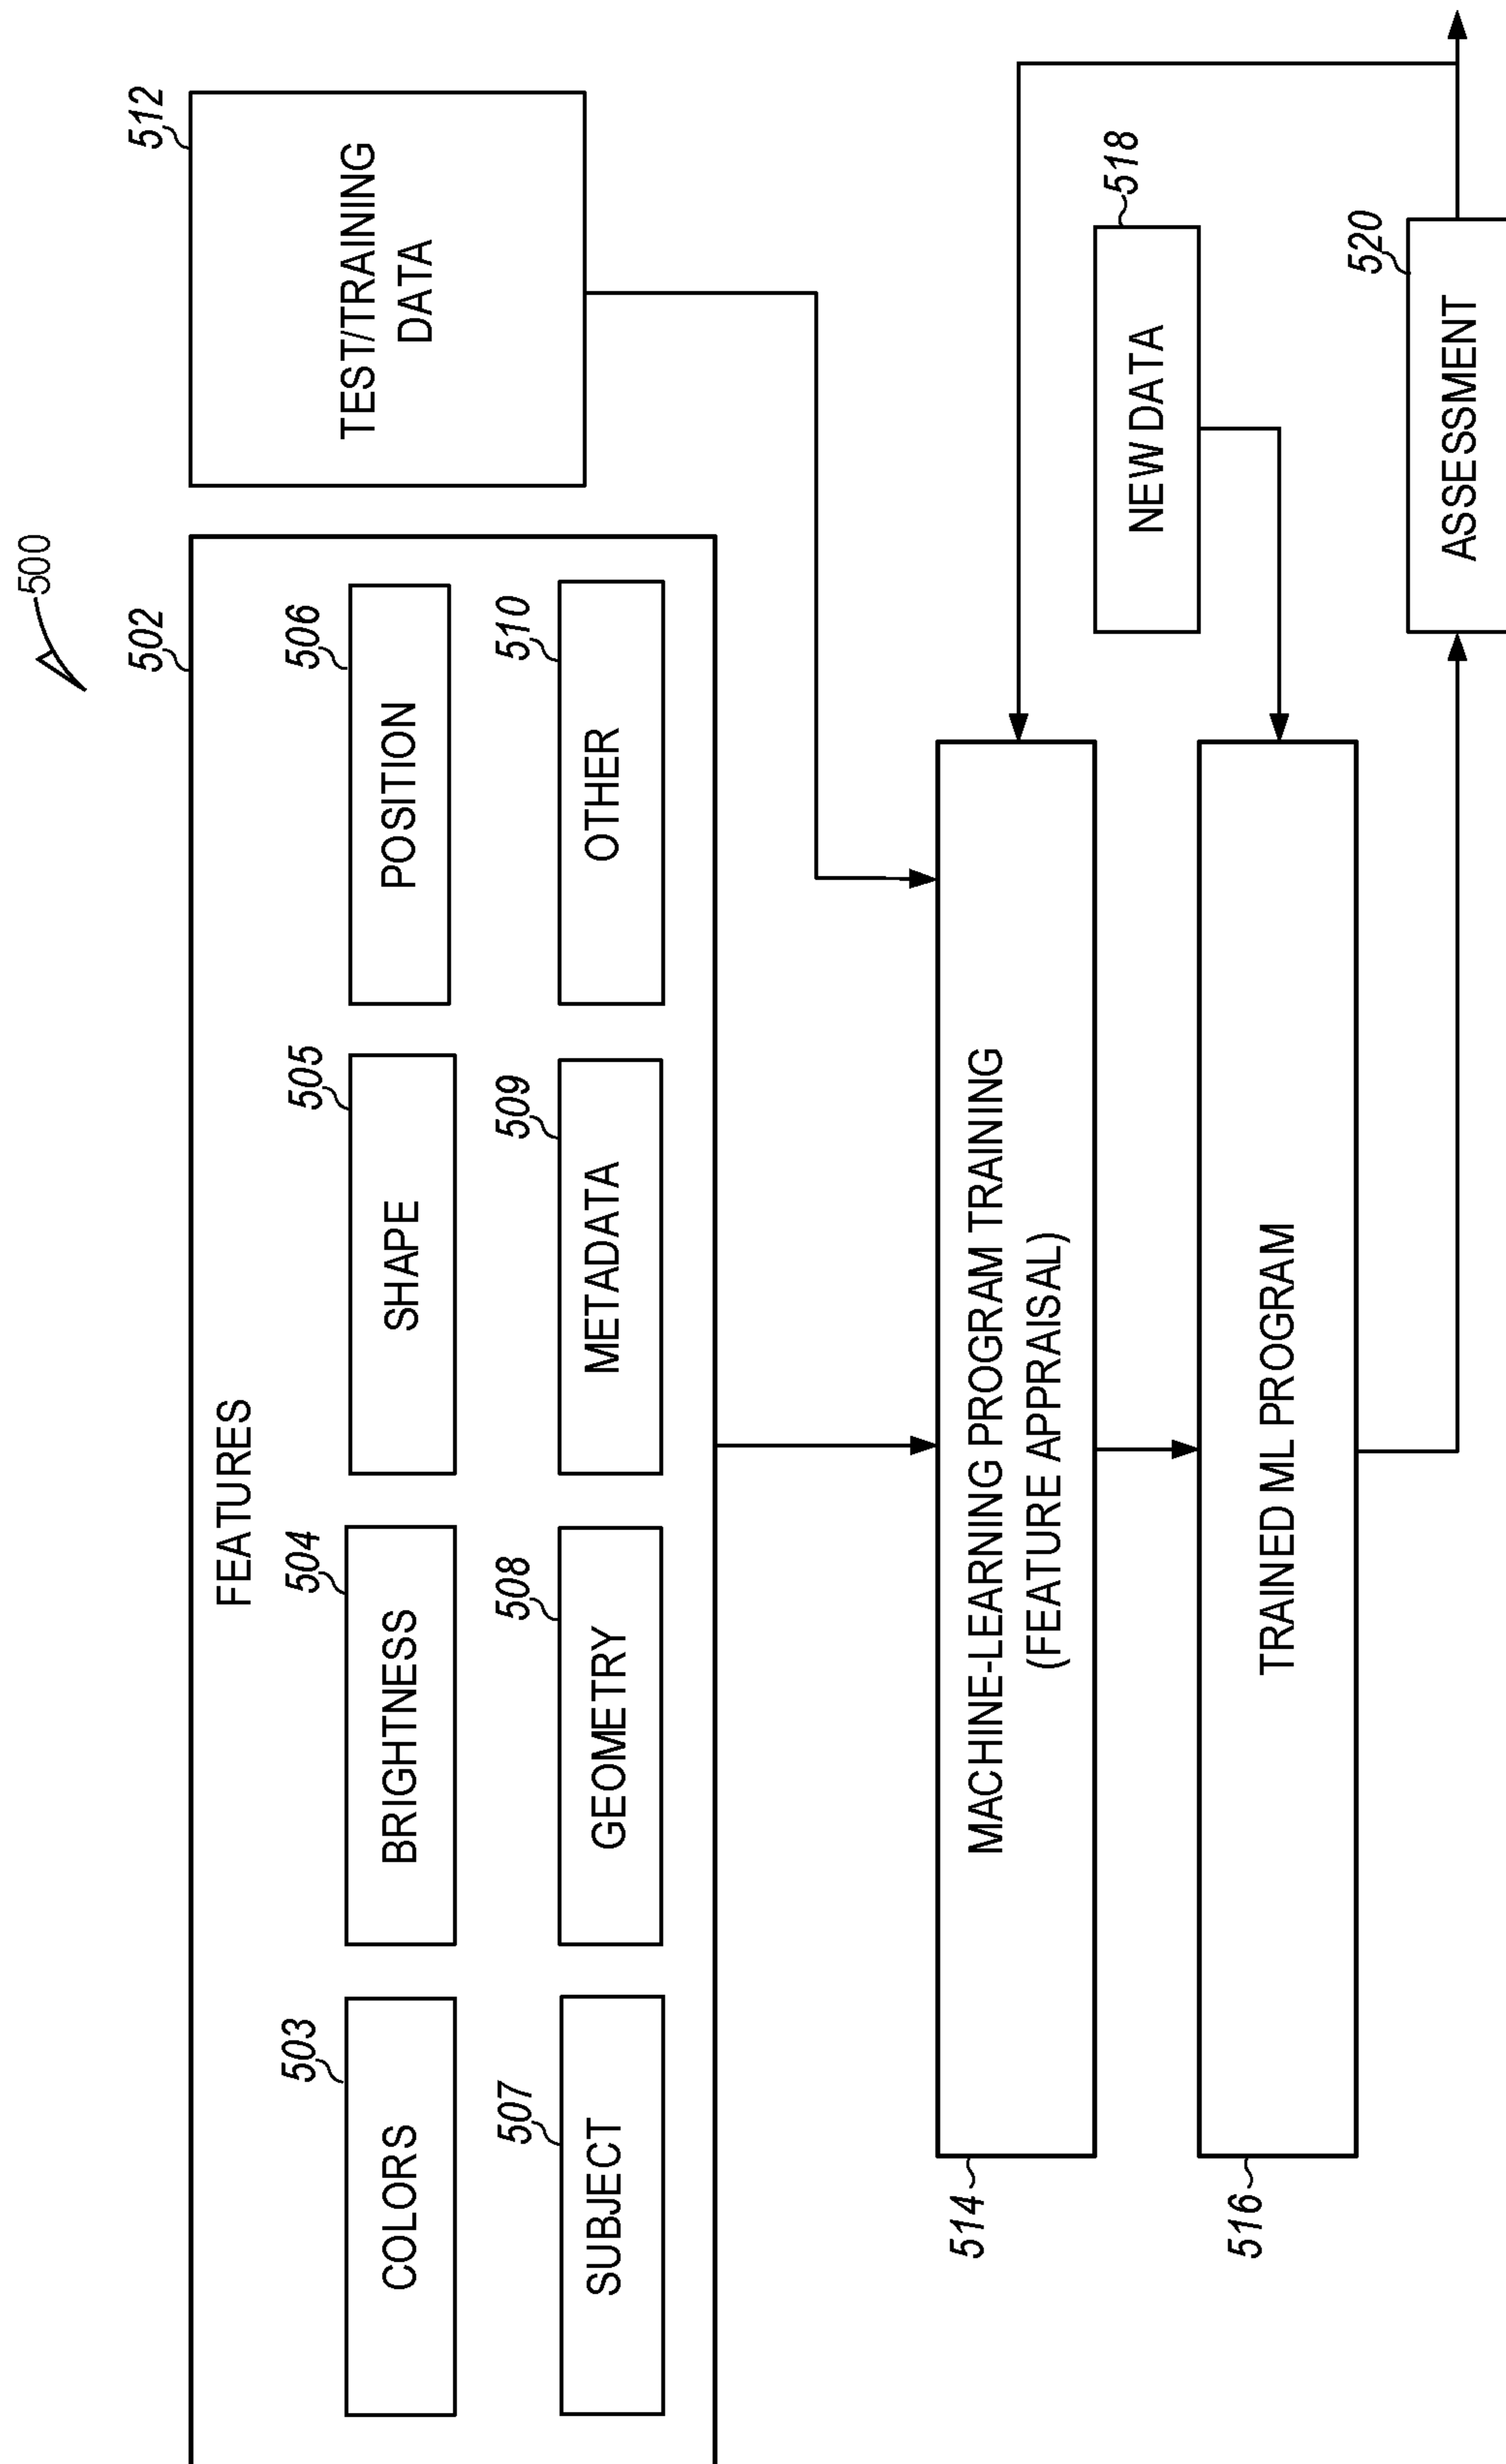 500
502
512
FEATURES
TEST/TRAINING
DATA
503
504
505
506
COLORS
BRIGHTNESS
SHAPE
POSITION
507
508
509
510
SUBJECT
GEOMETRY
METADATA
OTHER
514
MACHINE-LEARNING PROGRAM TRAINING
(FEATURE APPRAISAL)
518
NEW DATA
516
TRAINED ML PROGRAM
520
ASSESSMENT